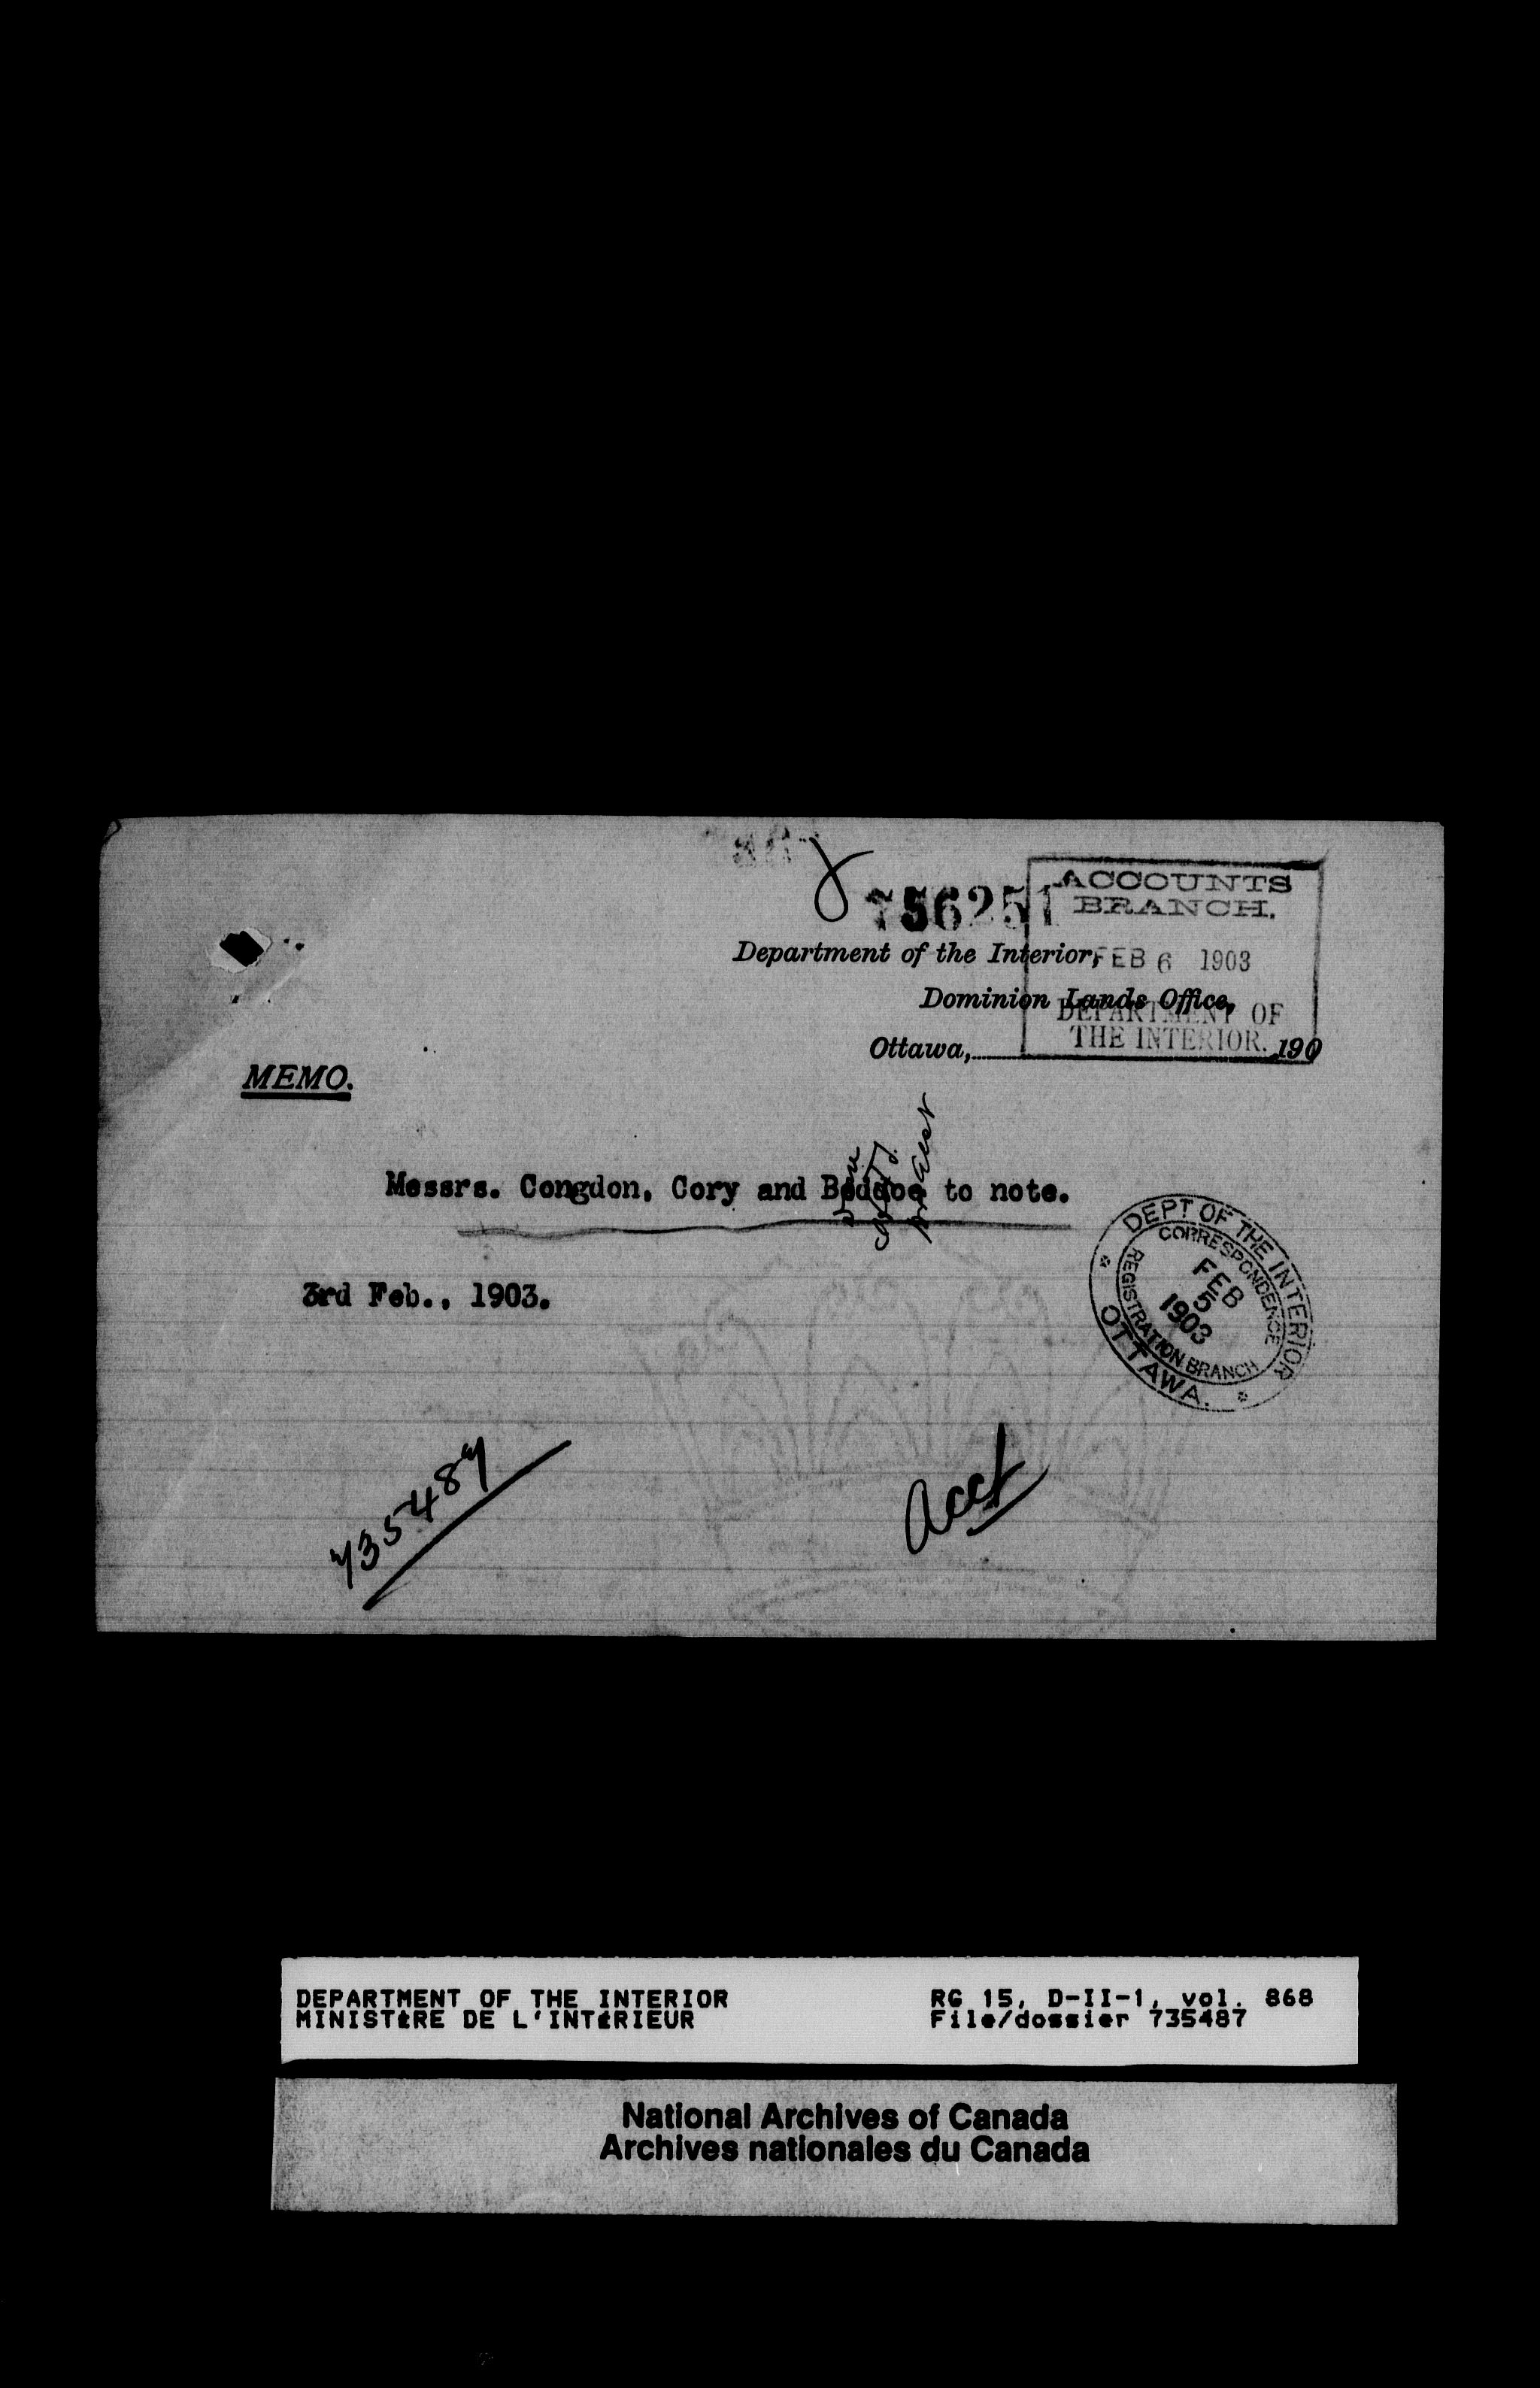 756251
ACCOUNTS
BRANCH.
FEB 6 1903
DEPARTMENT OF
THE INTERIOR.
Department of the Interior,
Dominion Lands Office,
Ottawa, 190
MEMO.
Messrs. Congdon, Cory and Beddoe to note.
3rd Feb., 1903.
DEPT OF THE INTERIOR
CORRESPONDENCE
FEB
5
1903
REGISTRATION BRANCH
OTTAWA.
735487
Acct
DEPARTMENT OF THE INTERIOR RG 15, D-II-1, vol. 868
MINISTÈRE DE L'INTÉRIEUR File/dossier 735487
National Archives of Canada
Archives nationales du Canada